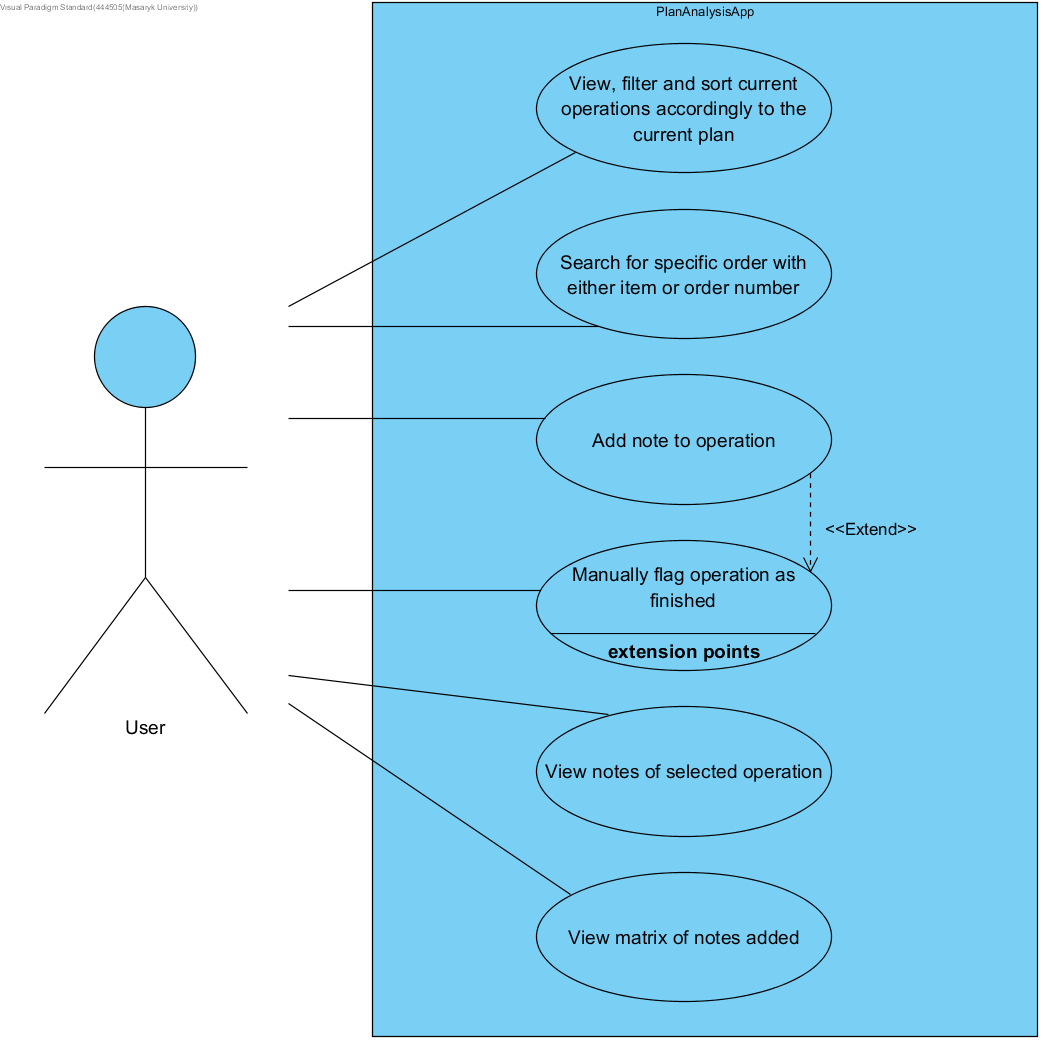 Visual Paradigm Standard(444505(Masaryk University))
PlanAnalysisApp
View, filter and sort current
operations accordingly to the
current plan
Search for specific order with
either item or order number
Add note to operation
<<Extend>>
Manually flag operation as
finished
extension points
View notes of selected operation
User
View matrix of notes added